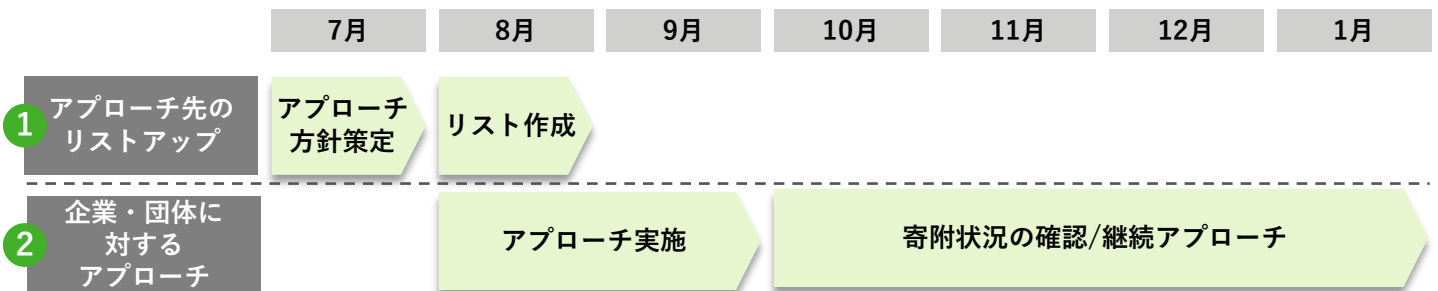 7月
8月
9月
10月
11月
12月
1月
1
アプローチ先の
リストアップ
アプローチ
方針策定
リスト作成
2
企業・団体に
対する
アプローチ
アプローチ実施
寄附状況の確認/継続アプローチ